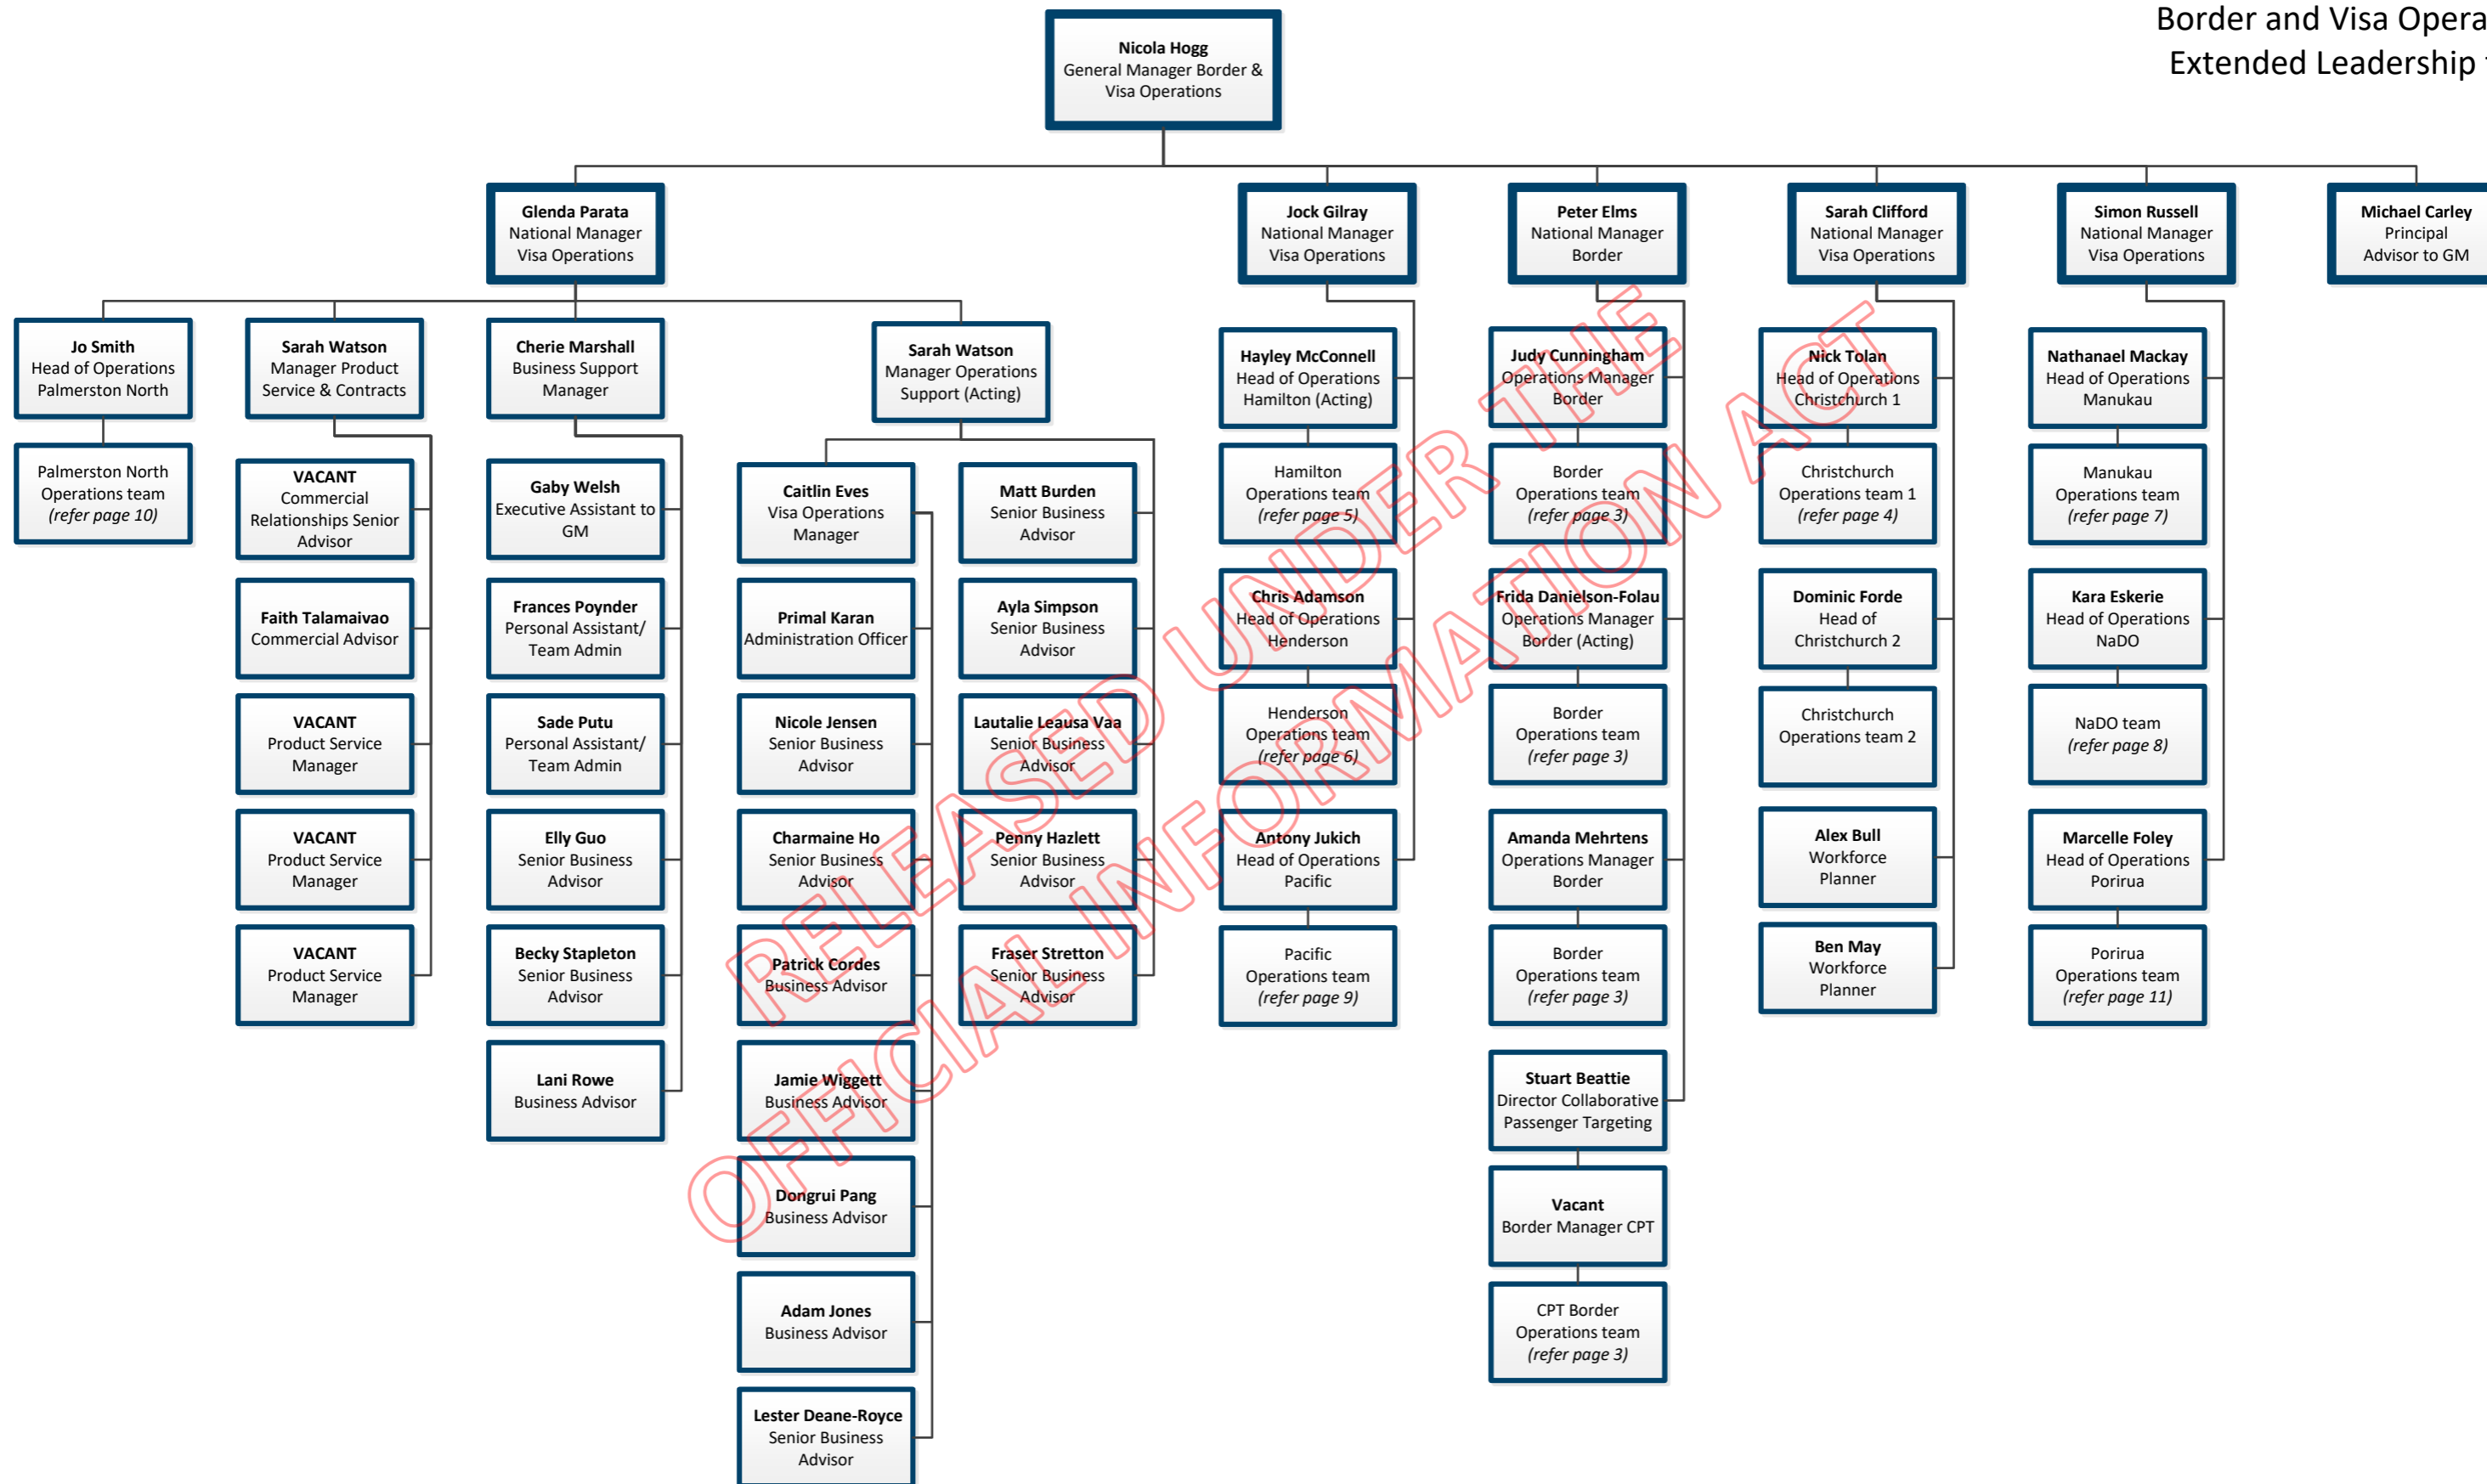 Border and Visa Opera
Extended Leadership
Nicola Hogg
General Manager Border &
Visa Operations
Glenda Parata
National Manager
Visa Operations
Jock Gilray
National Manager
Visa Operations
Peter Elms
National Manager
Border
Sarah Clifford
National Manager
Visa Operations
Simon Russell
National Manager
Visa Operations
Michael Carley
Principal
Advisor to GM
Jo Smith
Head of Operations
Palmerston North
Palmerston North
Operations team
(refer page 10)
Sarah Watson
Manager Product
Service & Contracts
VACANT
Commercial
Relationships Senior
Advisor
Faith Talamaivao
Commercial Advisor
VACANT
Product Service
Manager
VACANT
Product Service
Manager
VACANT
Product Service
Manager
Cherie Marshall
Business Support
Manager
Gaby Welsh
Executive Assistant to
GM
Frances Poynder
Personal Assistant/
Team Admin
Sade Putu
Personal Assistant/
Team Admin
Elly Guo
Senior Business
Advisor
Becky Stapleton
Senior Business
Advisor
Lani Rowe
Business Advisor
Sarah Watson
Manager Operations
Support (Acting)
Caitlin Eves
Visa Operations
Manager
Primal Karan
Administration Officer
Nicole Jensen
Senior Business
Advisor
Charmaine Ho
Senior Business
Advisor
Patrick Cordes
Business Advisor
Jamie Wiggett
Business Advisor
Dongrui Pang
Business Advisor
Adam Jones
Business Advisor
Lester Deane-Royce
Senior Business
Advisor
Matt Burden
Senior Business
Advisor
Ayla Simpson
Senior Business
Advisor
Lautalie Leausa Vaa
Senior Business
Advisor
Penny Hazlett
Senior Business
Advisor
Fraser Stretton
Senior Business
Advisor
Hayley McConnell
Head of Operations
Hamilton (Acting)
Hamilton
Operations team
(refer page 5)
Chris Adamson
Head of Operations
Henderson
Henderson
Operations team
(refer page 6)
Antony Jukich
Head of Operations
Pacific
Pacific
Operations team
(refer page 9)
Judy Cunningham
Operations Manager
Border
Border
Operations team
(refer page 3)
Frida Danielson-Folau
Operations Manager
Border (Acting)
Border
Operations team
(refer page 3)
Amanda Mehrtens
Operations Manager
Border
Border
Operations team
(refer page 3)
Stuart Beattie
Director Collaborative
Passenger Targeting
Vacant
Border Manager CPT
CPT Border
Operations team
(refer page 3)
Nick Tolan
Head of Operations
Christchurch 1
Christchurch
Operations team 1
(refer page 4)
Dominic Forde
Head of
Christchurch 2
Christchurch
Operations team 2
Alex Bull
Workforce
Planner
Ben May
Workforce
Planner
Nathanael Mackay
Head of Operations
Manukau
Manukau
Operations team
(refer page 7)
Kara Eskerie
Head of Operations
NaDO
NaDO team
(refer page 8)
Marcelle Foley
Head of Operations
Porirua
Porirua
Operations team
(refer page 11)
RELEASED UNDER THE
OFFICIAL INFORMATION ACT